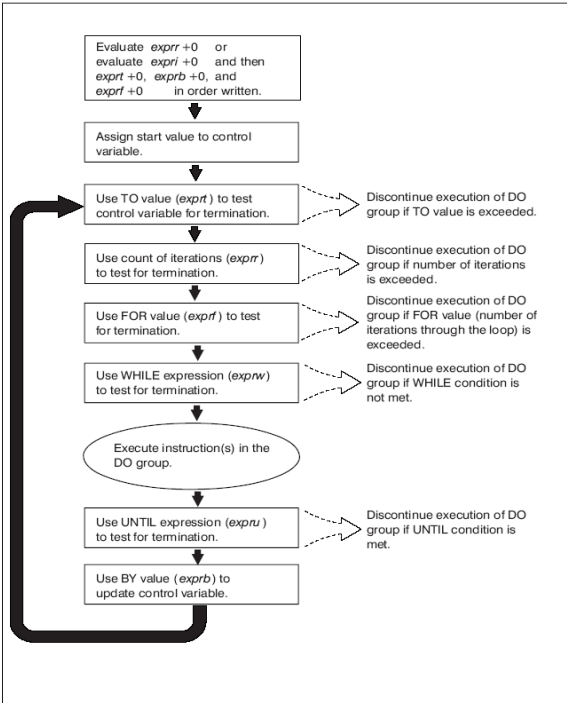 Evaluate exprr +0 or
evaluate expri +0 and then
exprt +0, exprb +0, and
exprf +0 in order written.
Assign start value to control
variable.
Use TO value (exprt) to test
control variable for termination.
Discontinue execution of DO
group if TO value is exceeded.
Use count of iterations (exprr)
to test for termination.
Discontinue execution of DO
group if number of iterations
is exceeded.
Use FOR value (exprf) to test
for termination.
Discontinue execution of DO
group if FOR value (number of
iterations through the loop) is
exceeded.
Use WHILE expression (exprw)
to test for termination.
Discontinue execution of DO
group if WHILE condition is
not met.
Execute instruction(s) in the
DO group.
Use UNTIL expression (expru)
to test for termination.
Discontinue execution of DO
group if UNTIL condition is
met.
Use BY value (exprb) to
update control variable.